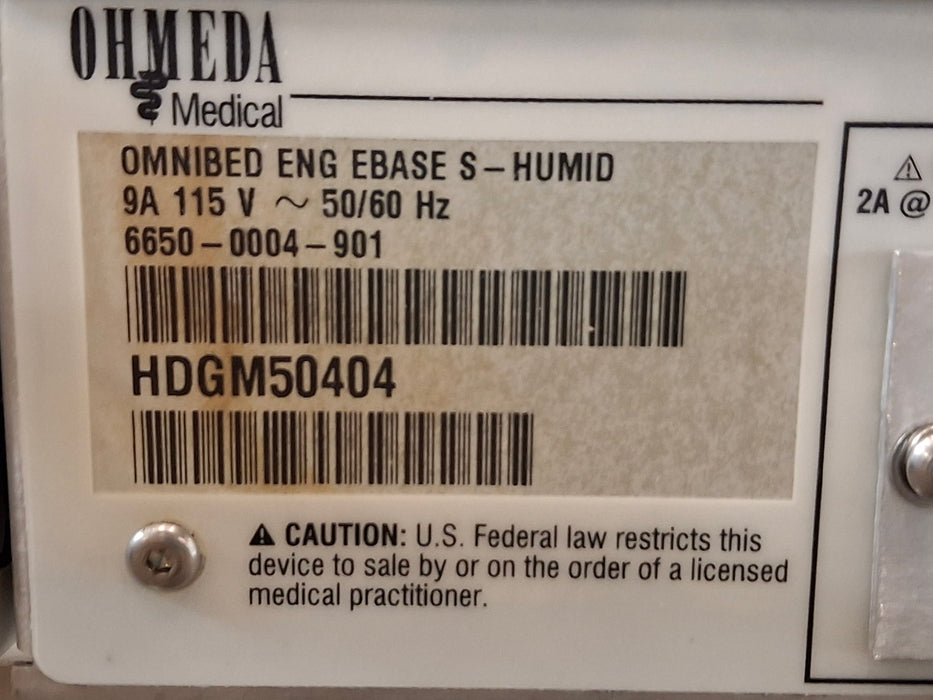 OHMEDA
Medical
OMNIBED ENG EBASE S-HUMID
9A 115 V ~ 50/60 Hz
6650-0004-901
HDGM50404
⚠ CAUTION: U.S. Federal law restricts this
device to sale by or on the order of a licensed
medical practitioner.
⚠
2A @